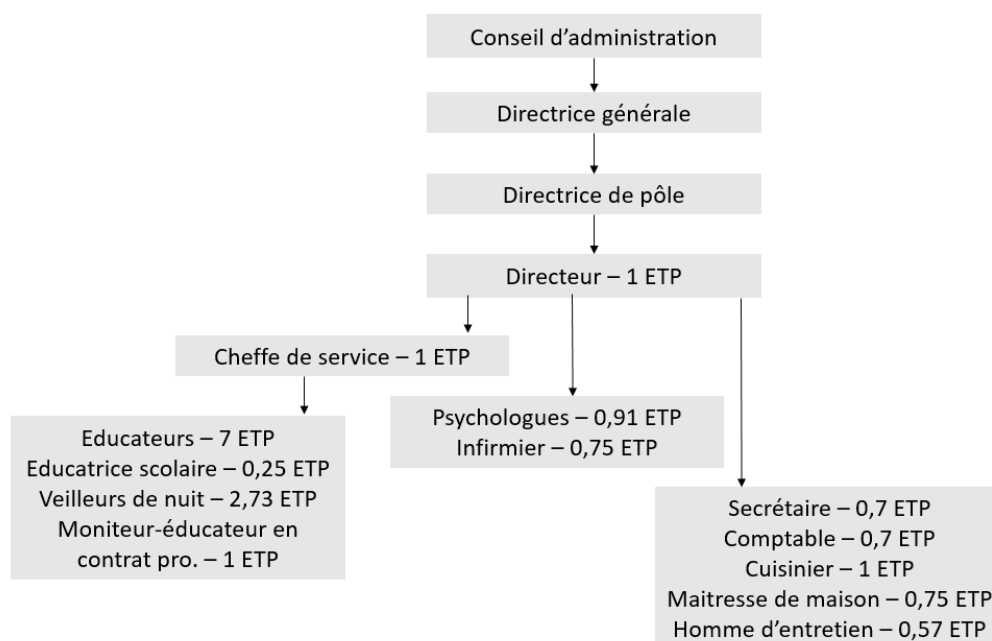 Conseil d’administration
Directrice générale
Directrice de pôle
Directeur – 1 ETP
Cheffe de service – 1 ETP
Educateurs – 7 ETP
Educatrice scolaire – 0,25 ETP
Veilleurs de nuit – 2,73 ETP
Moniteur-éducateur en
contrat pro. – 1 ETP
Psychologues – 0,91 ETP
Infirmier – 0,75 ETP
Secrétaire – 0,7 ETP
Comptable – 0,7 ETP
Cuisinier – 1 ETP
Maitresse de maison – 0,75 ETP
Homme d’entretien – 0,57 ETP